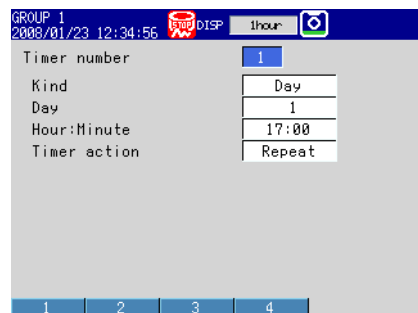 GROUP 1
2008/01/23 12:34:56 STOP DISP 1hour
Timer number 1
Kind Day
Day 1
Hour:Minute 17:00
Timer action Repeat
1 2 3 4